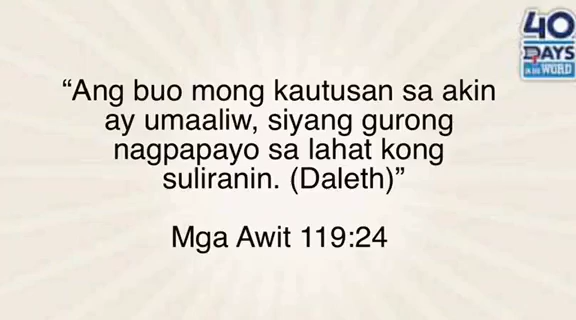 40
DAYS
IN THE WORD
“Ang buo mong kautusan sa akin
ay umaaliw, siyang gurong
nagpapayo sa lahat kong
suliranin. (Daleth)”
Mga Awit 119:24